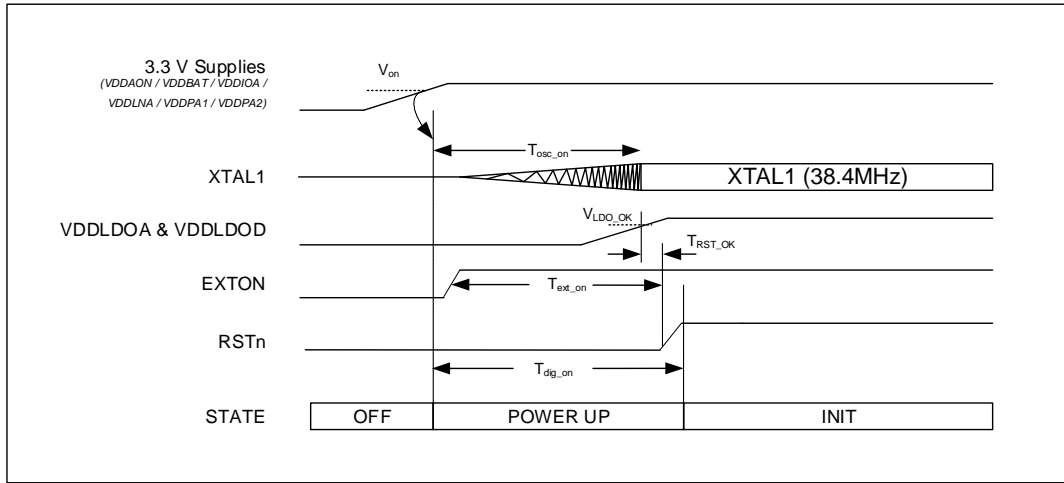 3.3 V Supplies
(VDDAON / VDDBAT / VDDIOA /
VDDLNA / VDDPA1 / VDDPA2)
Von
Tosc_on
XTAL1
XTAL1 (38.4MHz)
VLDO_OK
VDDLDOA & VDDLDOD
TRST_OK
EXTON
Text_on
RSTn
Tdig_on
STATE
OFF
POWER UP
INIT